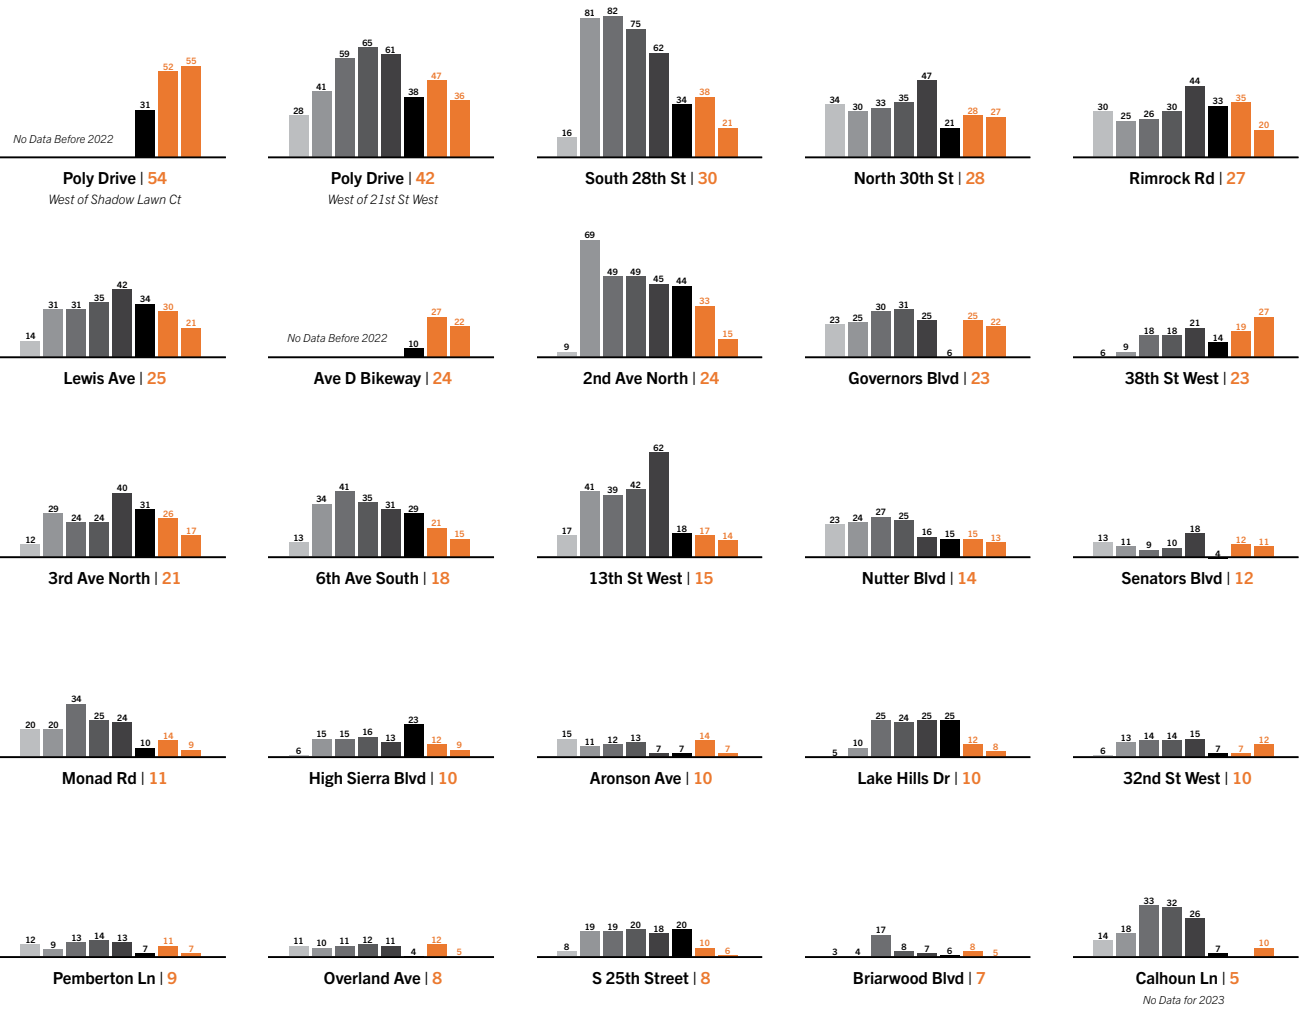 31 52 55
No Data Before 2022
Poly Drive | 54
West of Shadow Lawn Ct
28 41 59 65 61 38 47 36
Poly Drive | 42
West of 21st St West
16 81 82 75 62 34 38 21
South 28th St | 30
34 30 33 35 47 21 28 27
North 30th St | 28
30 25 26 30 44 33 35 20
Rimrock Rd | 27
14 31 31 35 42 34 30 21
Lewis Ave | 25
No Data Before 2022
10 27 22
Ave D Bikeway | 24
9 69 49 49 45 44 33 15
2nd Ave North | 24
23 25 30 31 25 6 25 22
Governors Blvd | 23
6 9 18 18 21 14 19 27
38th St West | 23
12 29 24 24 40 31 26 17
3rd Ave North | 21
13 34 41 35 31 29 21 15
6th Ave South | 18
17 41 39 42 62 18 17 14
13th St West | 15
23 24 27 25 16 15 15 13
Nutter Blvd | 14
13 11 9 10 18 4 12 11
Senators Blvd | 12
20 20 34 25 24 10 14 9
Monad Rd | 11
6 15 15 16 13 23 12 9
High Sierra Blvd | 10
15 11 12 13 7 7 14 7
Aronson Ave | 10
5 10 25 24 25 25 12 8
Lake Hills Dr | 10
6 13 14 14 15 7 7 12
32nd St West | 10
12 9 13 14 13 7 11 7
Pemberton Ln | 9
11 10 11 12 11 4 12 5
Overland Ave | 8
8 19 19 20 18 20 10 6
S 25th Street | 8
3 4 17 8 7 6 8 5
Briarwood Blvd | 7
14 18 33 32 26 7 10
Calhoun Ln | 5
No Data for 2023